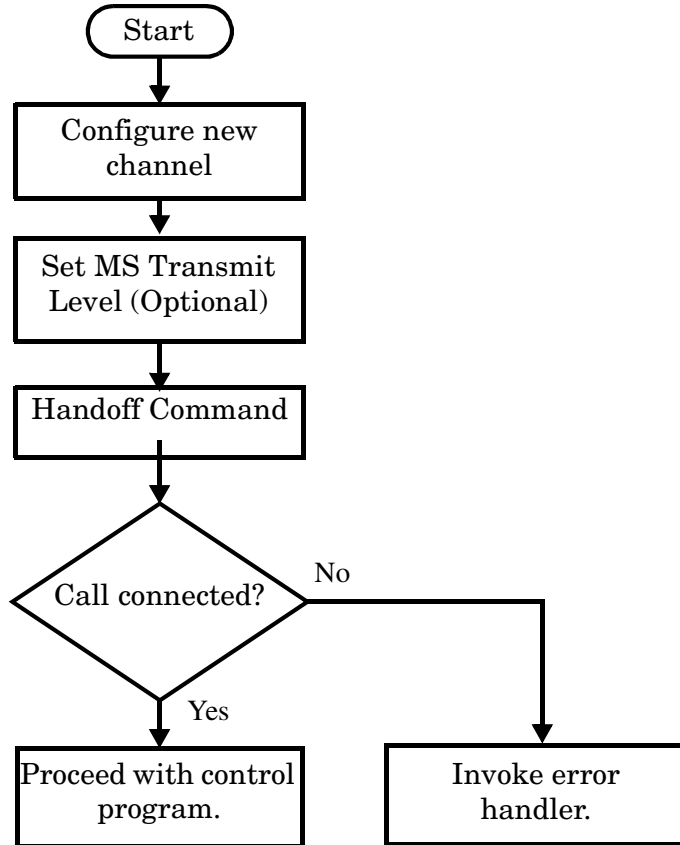 Start
Configure new
channel
Set MS Transmit
Level (Optional)
Handoff Command
Call connected?
No
Yes
Proceed with control
program.
Invoke error
handler.